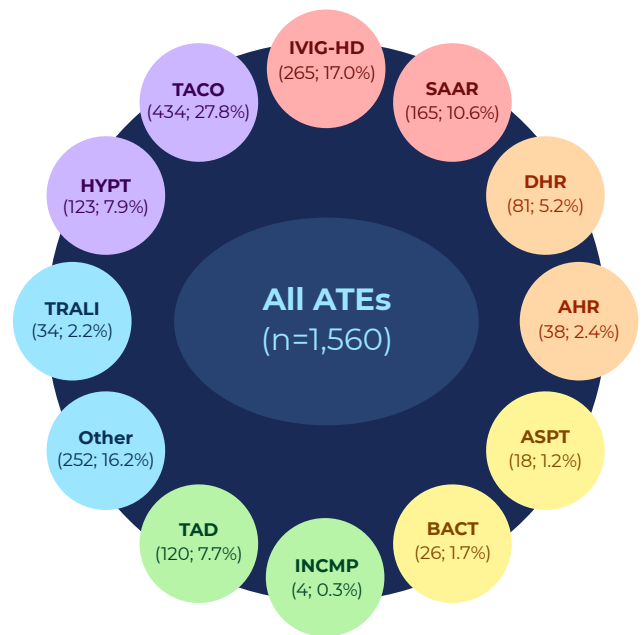 IVIG-HD
(265; 17.0%)
SAAR
(165; 10.6%)
DHR
(81; 5.2%)
AHR
(38; 2.4%)
ASPT
(18; 1.2%)
BACT
(26; 1.7%)
INCMP
(4; 0.3%)
TAD
(120; 7.7%)
Other
(252; 16.2%)
TRALI
(34; 2.2%)
HYPT
(123; 7.9%)
TACO
(434; 27.8%)
All ATEs
(n=1,560)